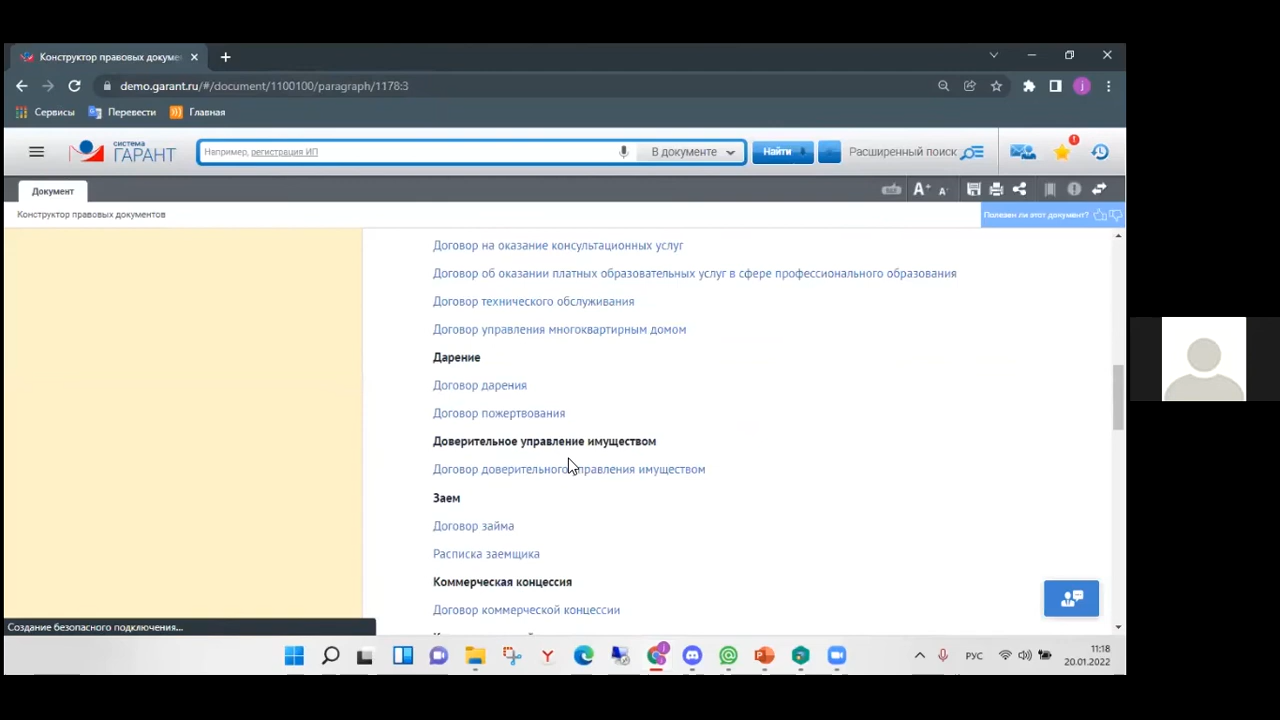 Конструктор правовых докуме
demo.garant.ru/#/document/1100100/paragraph/1178:3
Сервисы
Перевести
Главная
система
ГАРАНТ
Например, регистрация ИП
В документе
Найти
Расширенный поиск
Документ
Конструктор правовых документов
Полезен ли этот документ?
Договор на оказание консультационных услуг
Договор об оказании платных образовательных услуг в сфере профессионального образования
Договор технического обслуживания
Договор управления многоквартирным домом
Дарение
Договор дарения
Договор пожертвования
Доверительное управление имуществом
Договор доверительного управления имуществом
Заем
Договор займа
Расписка заемщика
Коммерческая концессия
Договор коммерческой концессии
Создание безопасного подключения...
РУС
11:18
20.01.2022